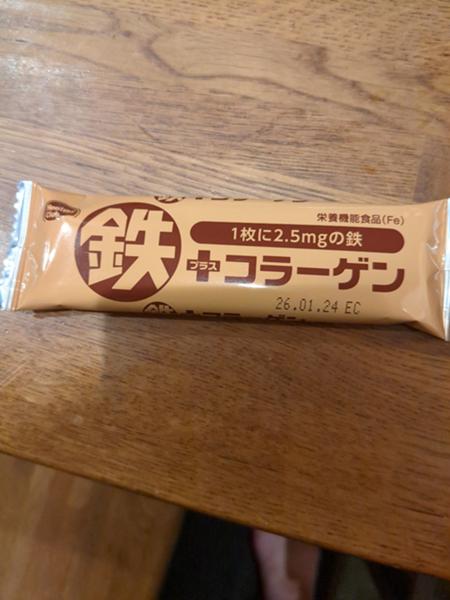 栄養機能食品(Fe)
鉄
1枚に2.5mgの鉄
プラス
+コラーゲン
26.01.24 EC